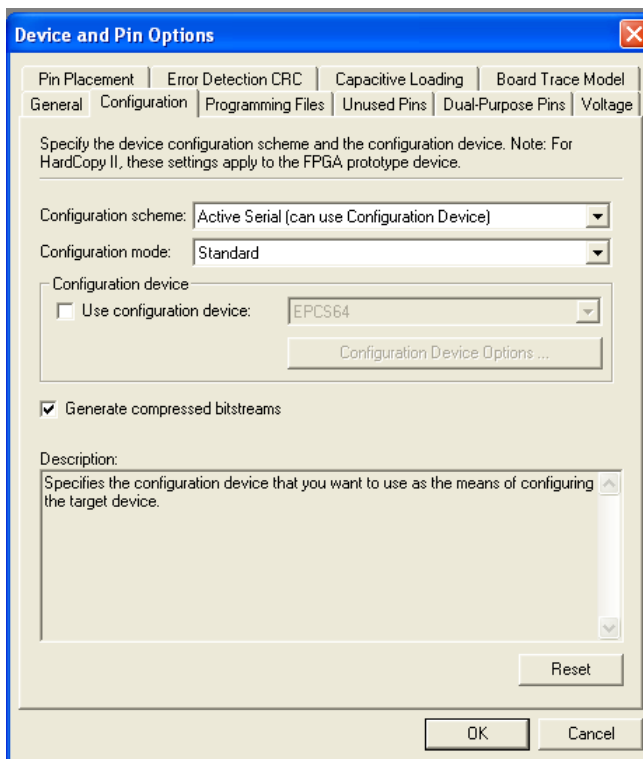 Device and Pin Options
Pin Placement Error Detection CRC Capacitive Loading Board Trace Model
General Configuration Programming Files Unused Pins Dual-Purpose Pins Voltage
Specify the device configuration scheme and the configuration device. Note: For
HardCopy II, these settings apply to the FPGA prototype device.
Configuration scheme: Active Serial (can use Configuration Device)
Configuration mode: Standard
Configuration device
Use configuration device: EPCS64
Configuration Device Options ...
Generate compressed bitstreams
Description:
Specifies the configuration device that you want to use as the means of configuring
the target device.
Reset
OK Cancel